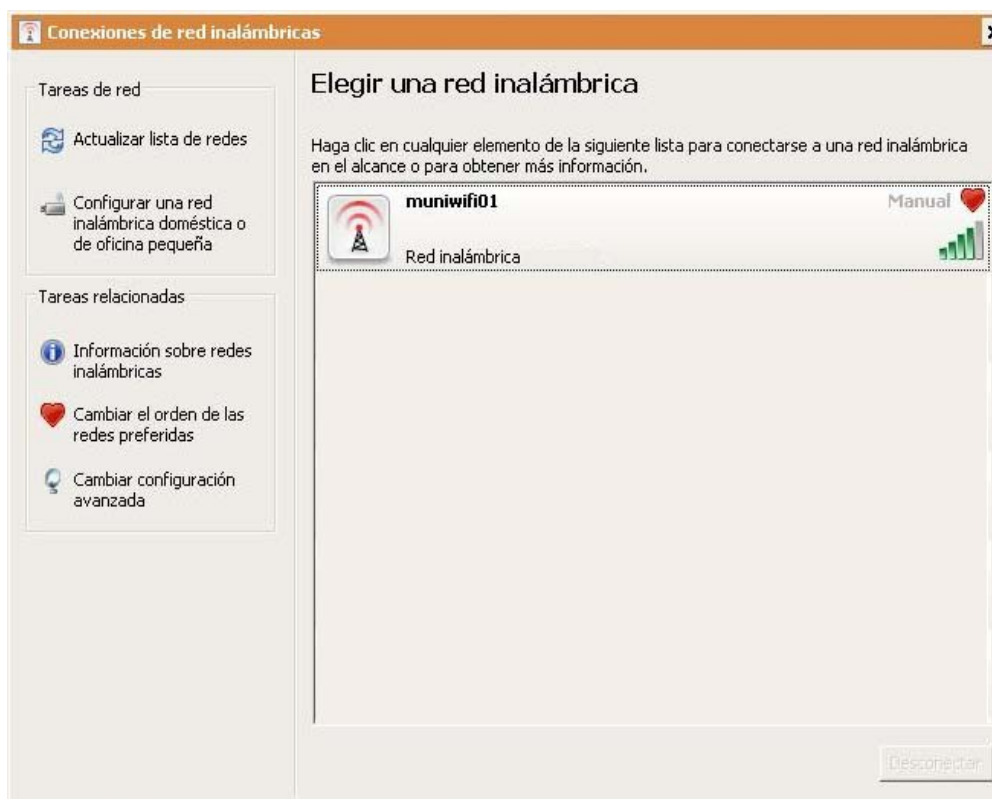 Conexiones de red inalámbricas
Tareas de red
Actualizar lista de redes
Configurar una red
inalámbrica doméstica o
de oficina pequeña
Tareas relacionadas
Información sobre redes
inalámbricas
Cambiar el orden de las
redes preferidas
Cambiar configuración
avanzada
Elegir una red inalámbrica
Haga clic en cualquier elemento de la siguiente lista para conectarse a una red inalámbrica
en el alcance o para obtener más información.
muniwifi01
Manual
Red inalámbrica
Desconectar